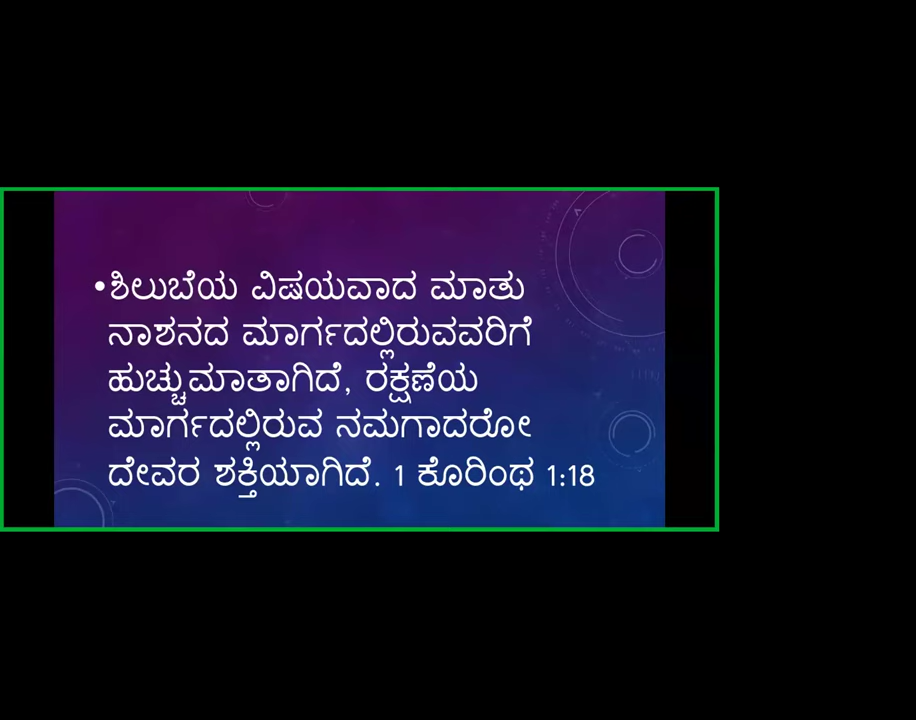 •ಶಿಲುಬೆಯ ವಿಷಯವಾದ ಮಾತು
ನಾಶನದ ಮಾರ್ಗದಲ್ಲಿರುವವರಿಗೆ
ಹುಚ್ಚುಮಾತಾಗಿದೆ, ರಕ್ಷಣೆಯ
ಮಾರ್ಗದಲ್ಲಿರುವ ನಮಗಾದರೋ
ದೇವರ ಶಕ್ತಿಯಾಗಿದೆ. 1 ಕೊರಿಂಥ 1:18